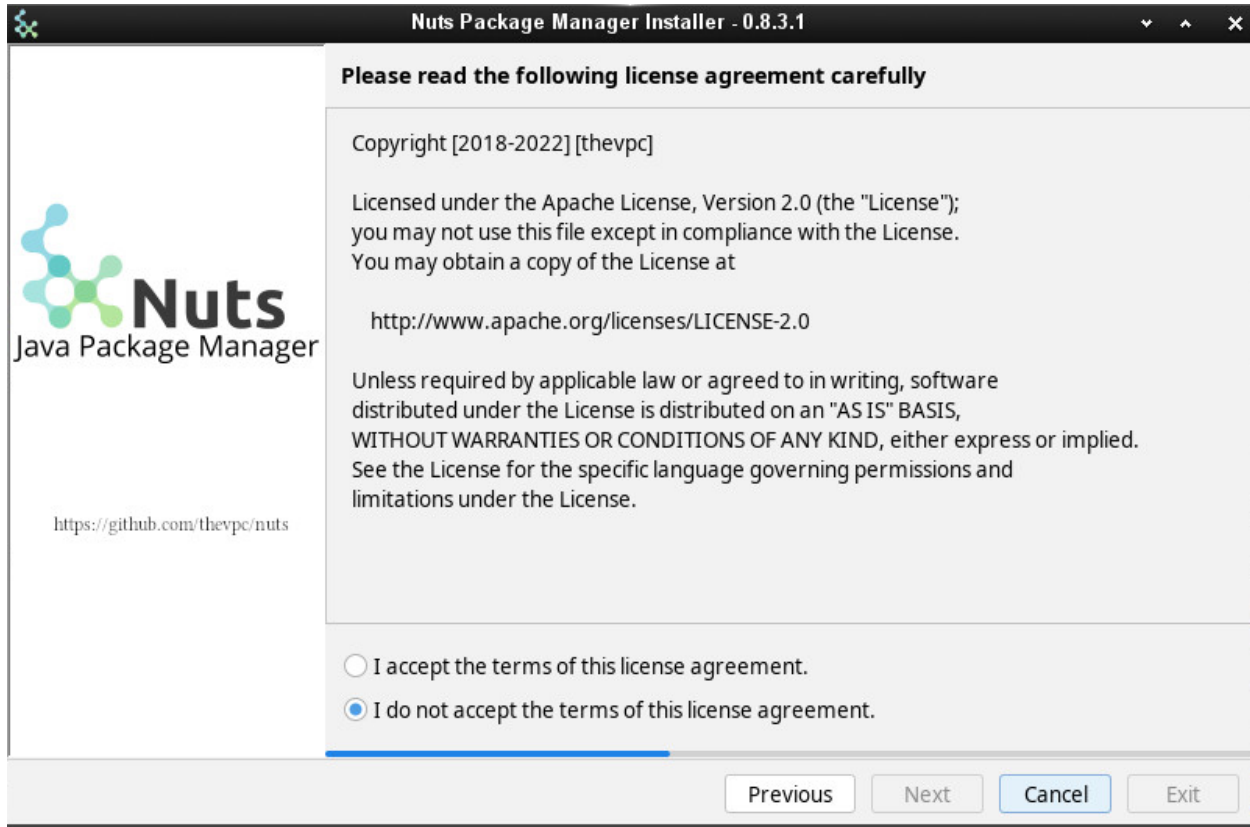 Nuts Package Manager Installer - 0.8.3.1
Nuts
Java Package Manager
https://github.com/thevpc/nuts
Please read the following license agreement carefully
Copyright [2018-2022] [thevpc]
Licensed under the Apache License, Version 2.0 (the "License");
you may not use this file except in compliance with the License.
You may obtain a copy of the License at
http://www.apache.org/licenses/LICENSE-2.0
Unless required by applicable law or agreed to in writing, software
distributed under the License is distributed on an "AS IS" BASIS,
WITHOUT WARRANTIES OR CONDITIONS OF ANY KIND, either express or implied.
See the License for the specific language governing permissions and
limitations under the License.
I accept the terms of this license agreement.
I do not accept the terms of this license agreement.
Previous Next Cancel Exit